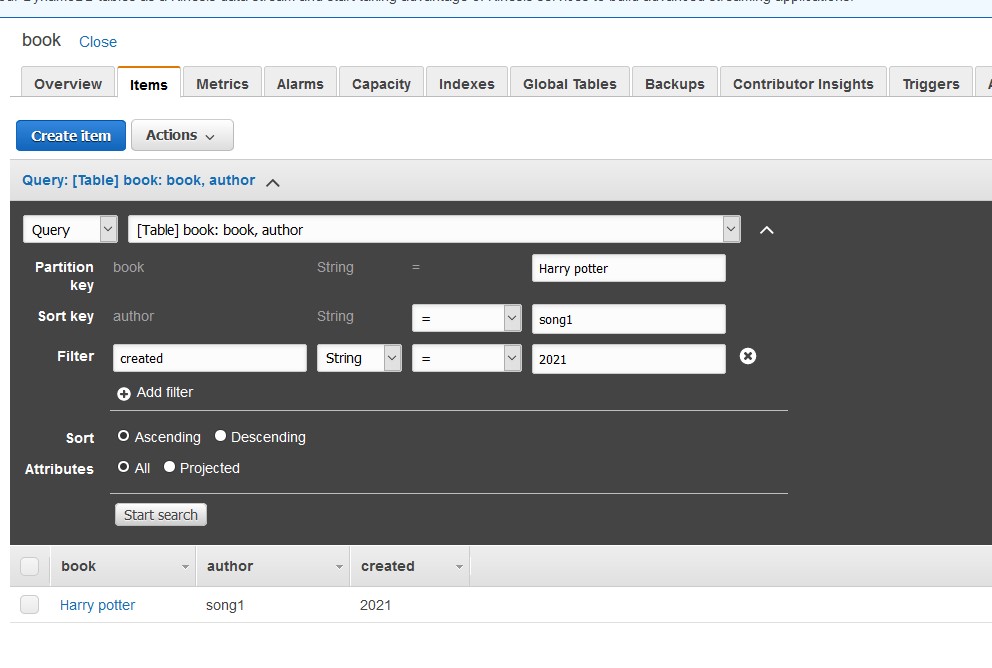 our DynamoDB tables as a Kinesis data stream and start taking advantage of Kinesis services to build advanced streaming applications.
book Close
Overview Items Metrics Alarms Capacity Indexes Global Tables Backups Contributor Insights Triggers
Create item Actions
Query: [Table] book: book, author
Query [Table] book: book, author
Partition key book String = Harry potter
Sort key author String = song1
Filter created String = 2021
Add filter
Sort Ascending Descending
Attributes All Projected
Start search
book author created
Harry potter song1 2021